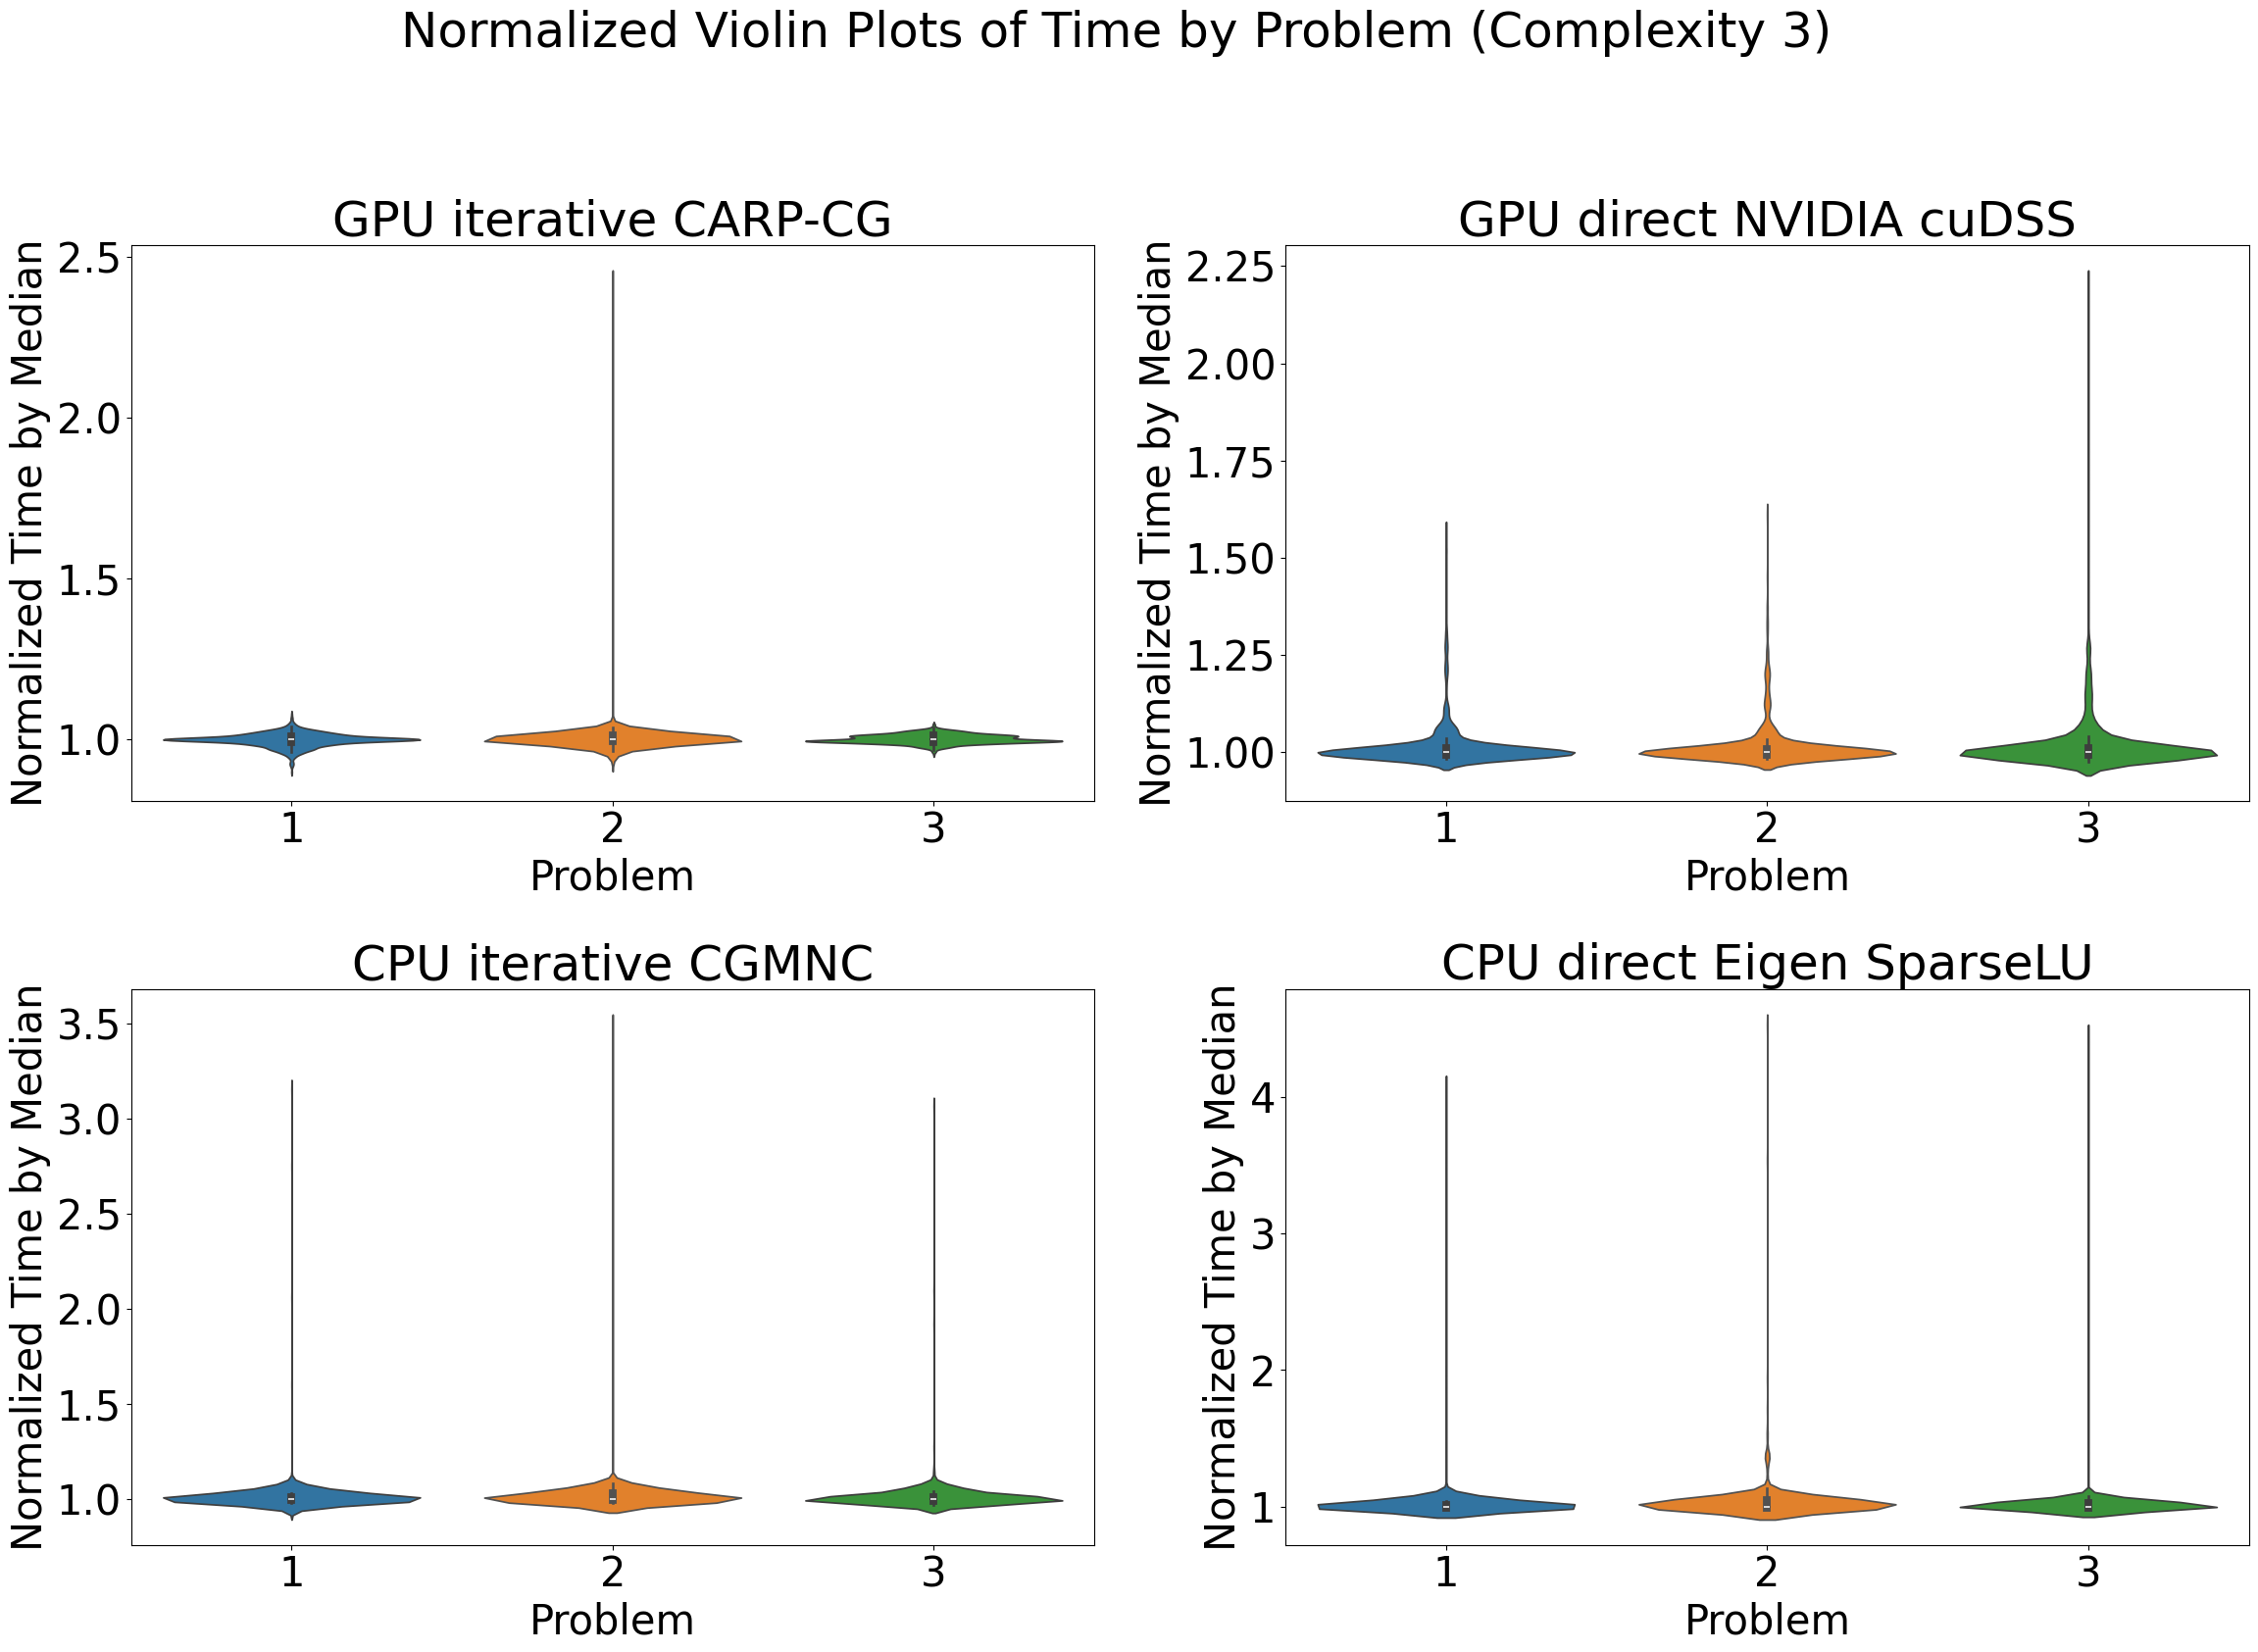 Normalized Violin Plots of Time by Problem (Complexity 3)
GPU iterative CARP-CG
Normalized Time by Median
2.5
2.0
1.5
1.0
1 2 3
Problem
GPU direct NVIDIA cuDSS
Normalized Time by Median
2.25
2.00
1.75
1.50
1.25
1.00
1 2 3
Problem
CPU iterative CGMNC
Normalized Time by Median
3.5
3.0
2.5
2.0
1.5
1.0
1 2 3
Problem
CPU direct Eigen SparseLU
Normalized Time by Median
4
3
2
1
1 2 3
Problem